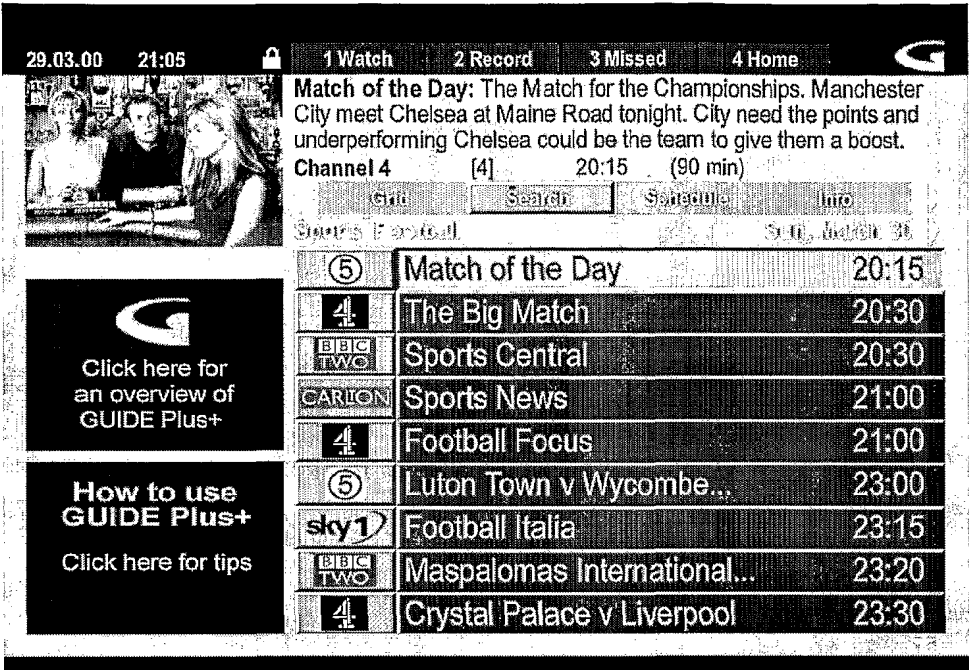 29.03.00 21:05 1 Watch 2 Record 3 Missed 4 Home
Match of the Day: The Match for the Championships. Manchester
City meet Chelsea at Maine Road tonight. City need the points and
underperforming Chelsea could be the team to give them a boost.
Channel 4 [4] 20:15 (90 min)
Grid Search Schedule Info
Sports Football Sun, March 30
5 Match of the Day 20:15
4 The Big Match 20:30
BBC TWO Sports Central 20:30
CARLTON Sports News 21:00
4 Football Focus 21:00
5 Luton Town v Wycombe... 23:00
sky1 Football Italia 23:15
BBC TWO Maspalomas International... 23:20
4 Crystal Palace v Liverpool 23:30
G
Click here for
an overview of
GUIDE Plus+
How to use
GUIDE Plus+
Click here for tips